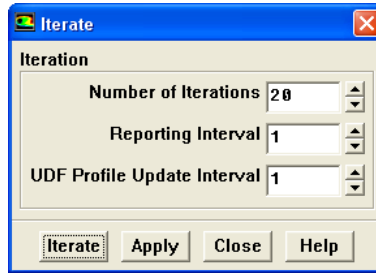 Iterate
Iteration
Number of Iterations 20
Reporting Interval 1
UDF Profile Update Interval 1
Iterate Apply Close Help